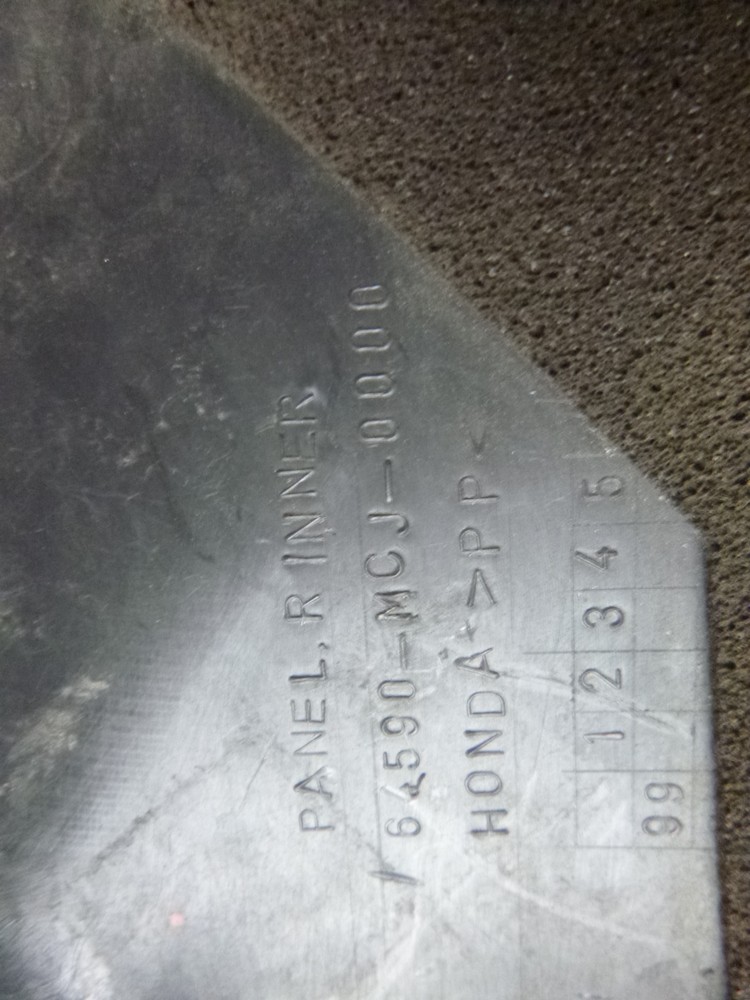 PANEL, R INNER
64590-MCJ-0000
HONDA >PP<
1 2 3 4 5
99